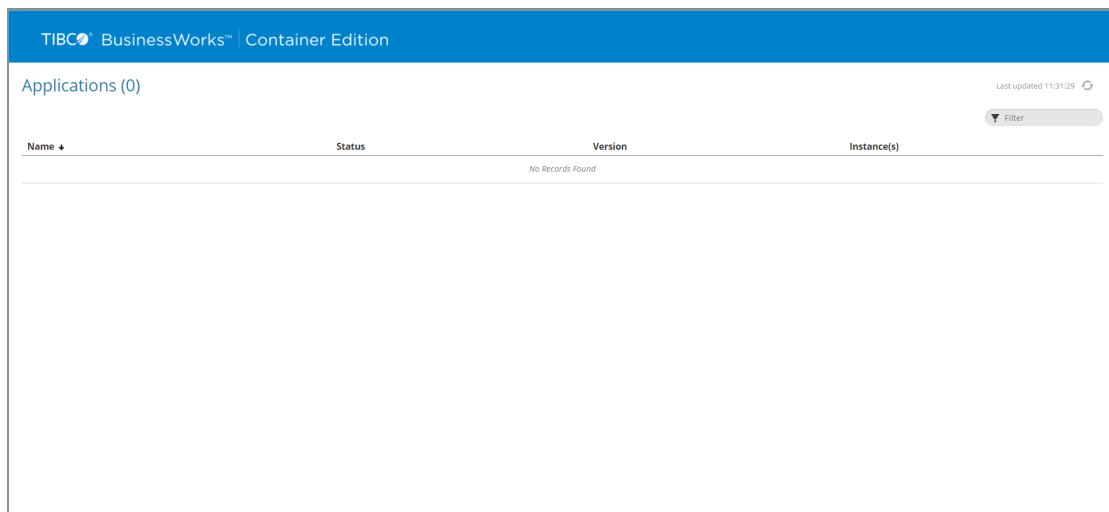 TIBCO® BusinessWorks™ | Container Edition
Applications (0)
Last updated 11:31:29
Filter
Name Status Version Instance(s)
No Records Found